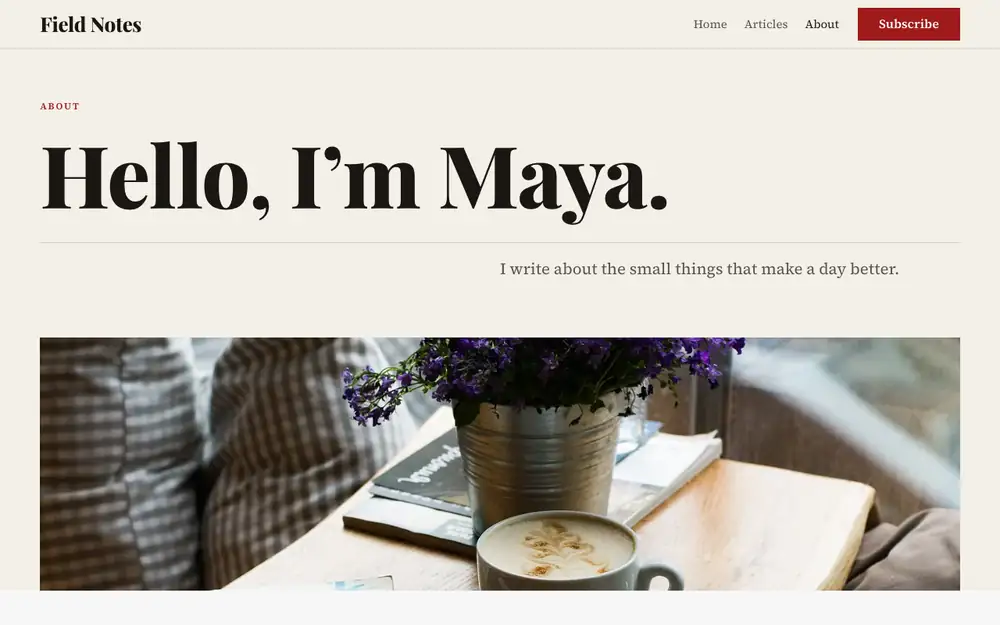 Field Notes
Home Articles About Subscribe
ABOUT
Hello, I’m Maya.
I write about the small things that make a day better.